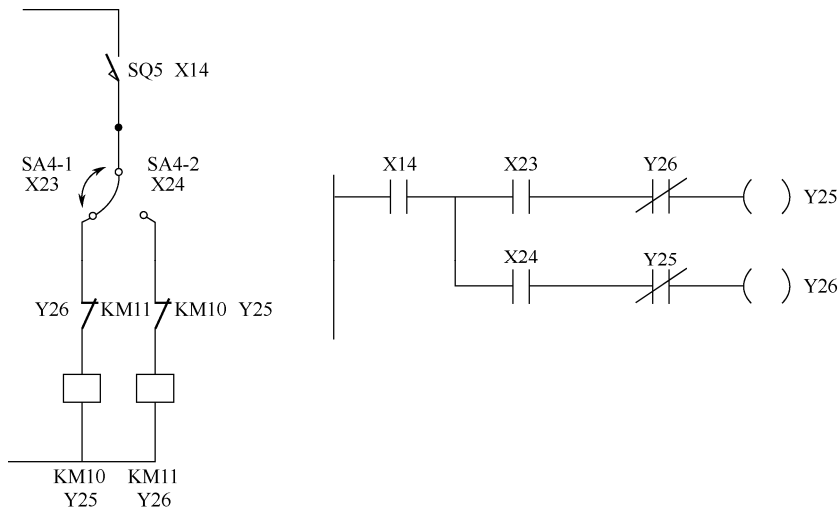 SQ5 X14
SA4-1
X23
SA4-2
X24
Y26 KM11 KM10 Y25
KM10
Y25
KM11
Y26
X14 X23 Y26 Y25
X24 Y25 Y26